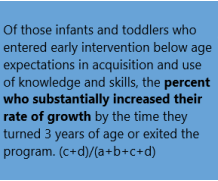 Of those infants and toddlers who
entered early intervention below age
expectations in acquisition and use
of knowledge and skills, the percent
who substantially increased their
rate of growth by the time they
turned 3 years of age or exited the
program. (c+d)/(a+b+c+d)